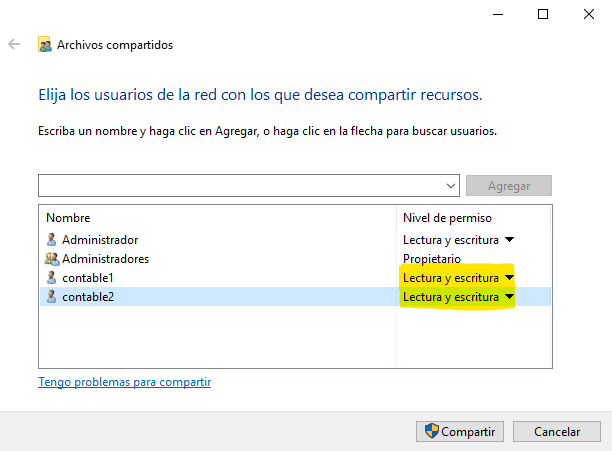 Archivos compartidos
Elija los usuarios de la red con los que desea compartir recursos.
Escriba un nombre y haga clic en Agregar, o haga clic en la flecha para buscar usuarios.
Agregar
Nombre Nivel de permiso
Administrador Lectura y escritura
Administradores Propietario
contable1 Lectura y escritura
contable2 Lectura y escritura
Tengo problemas para compartir
Compartir Cancelar